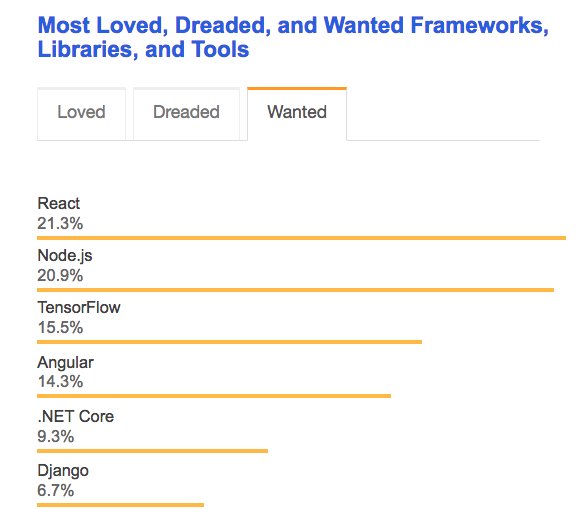 Most Loved, Dreaded, and Wanted Frameworks,
Libraries, and Tools
Loved Dreaded Wanted
React
21.3%
Node.js
20.9%
TensorFlow
15.5%
Angular
14.3%
.NET Core
9.3%
Django
6.7%